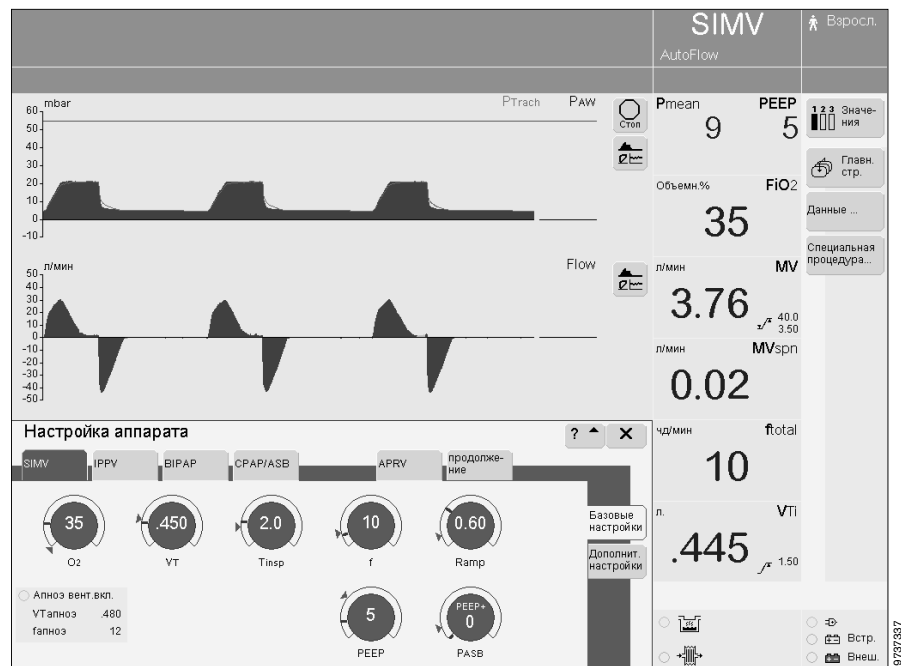 SIMV
AutoFlow
Взросл.
mbar
PTrach PAW
60
50
40
30
20
10
0
-10
Стоп
л/мин
Flow
50
40
30
20
10
0
-10
-20
-30
-40
-50
Pmean PEEP
9 5
Объемн.% FiO2
35
л/мин MV
3.76 40.0
3.50
л/мин MVspn
0.02
чд/мин ftotal
10
л. VTi
.445 1.50
1 2 3 Значе-
ния
Главн.
стр.
Данные ...
Специальная
процедура...
Настройка аппарата
? X
SIMV IPPV BIPAP CPAP/ASB APRV продолже-
ние
35 .450 2.0 10 0.60
O2 VT Tinsp f Ramp
Базовые
настройки
Дополнит.
настройки
Апноэ вент.вкл.
VTапноэ .480
fапноэ 12
5 PEEP+
0
PEEP PASB
Встр.
Внеш.
9737337